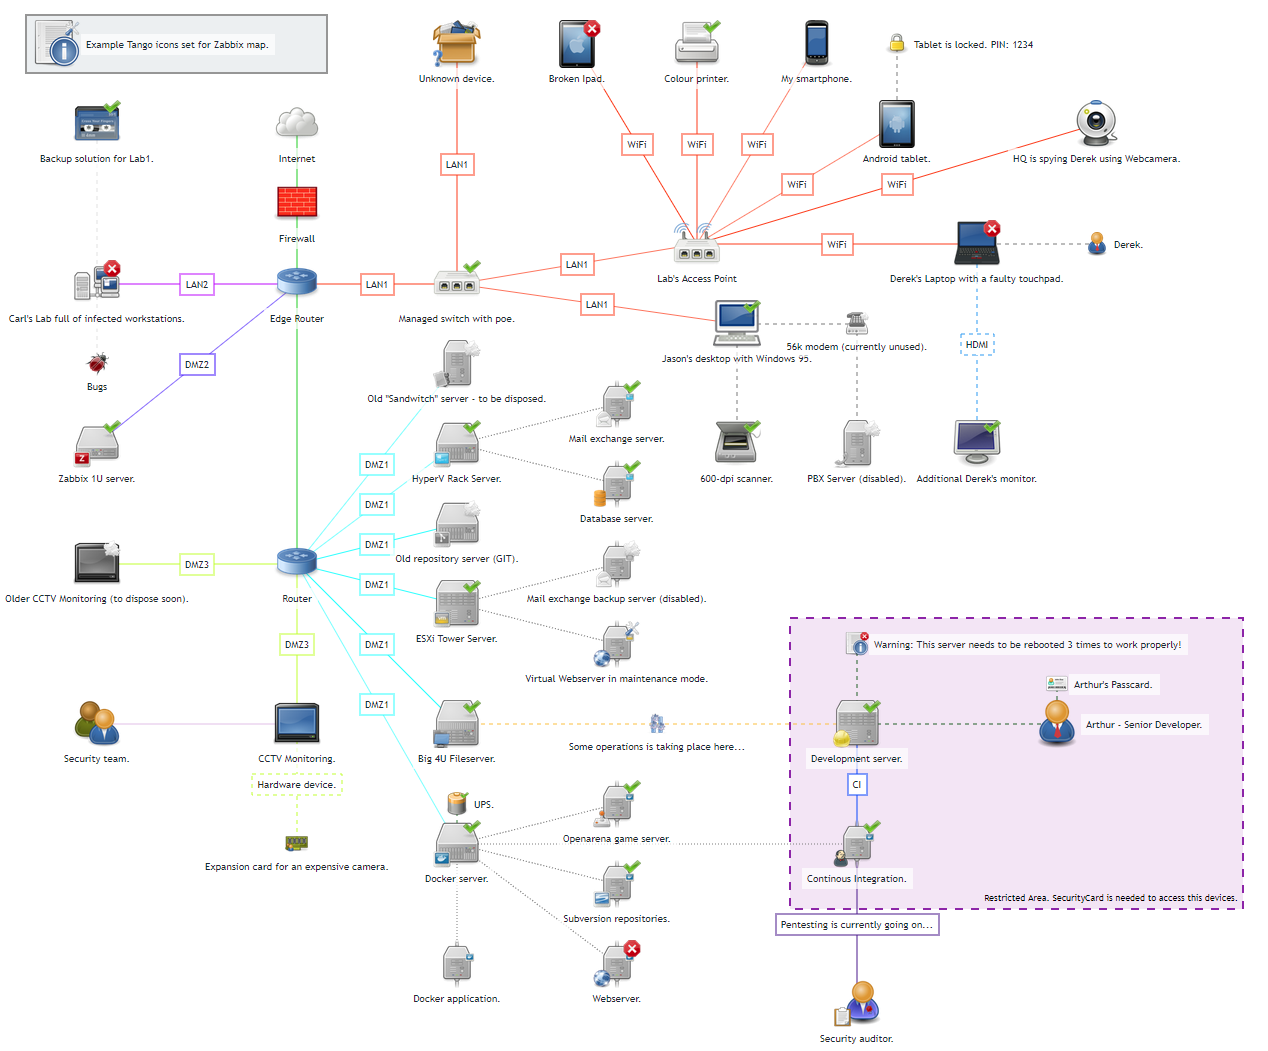 Example Tango icons set for Zabbix map.
Unknown device.
Broken Ipad.
Colour printer.
My smartphone.
Tablet is locked. PIN: 1234
Backup solution for Lab1.
Internet
LAN1
WiFi
WiFi
WiFi
Android tablet.
HQ is spying Derek using Webcamera.
WiFi
WiFi
Firewall
WiFi
Derek.
LAN1
Lab's Access Point
Derek's Laptop with a faulty touchpad.
LAN2
LAN1
LAN1
Carl's Lab full of infected workstations.
Edge Router
Managed switch with poe.
56k modem (currently unused).
HDMI
Jason's desktop with Windows 95.
DMZ2
Bugs
Old "Sandwitch" server - to be disposed.
Mail exchange server.
DMZ1
Zabbix 1U server.
HyperV Rack Server.
600-dpi scanner.
PBX Server (disabled).
Additional Derek's monitor.
DMZ1
Database server.
DMZ1
Old repository server (GIT).
DMZ3
DMZ1
Older CCTV Monitoring (to dispose soon).
Router
Mail exchange backup server (disabled).
ESXi Tower Server.
DMZ3
DMZ1
Warning: This server needs to be rebooted 3 times to work properly!
Virtual Webserver in maintenance mode.
Arthur's Passcard.
DMZ1
Arthur - Senior Developer.
Some operations is taking place here...
Security team.
CCTV Monitoring.
Big 4U Fileserver.
Development server.
Hardware device.
CI
UPS.
Openarena game server.
Expansion card for an expensive camera.
Docker server.
Continous Integration.
Restricted Area. SecurityCard is needed to access this devices.
Subversion repositories.
Pentesting is currently going on...
Docker application.
Webserver.
Security auditor.